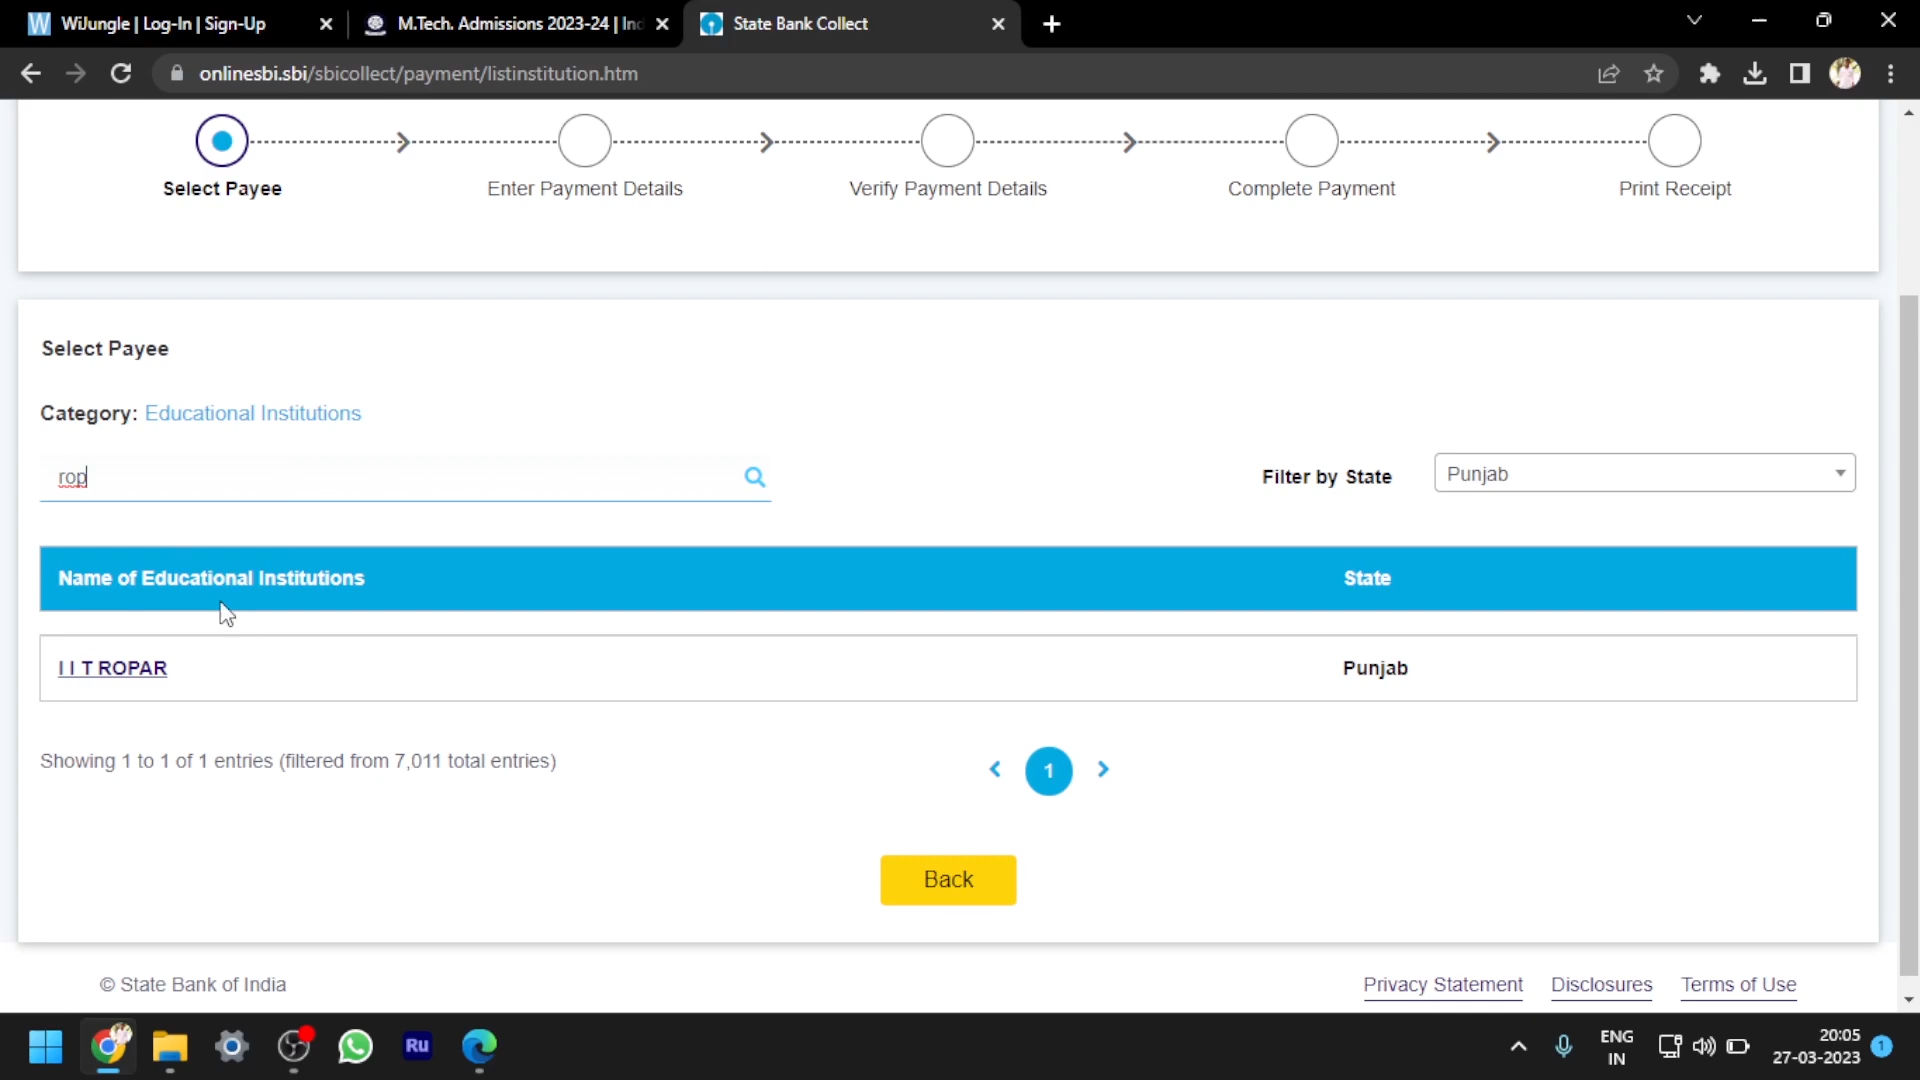 WiJungle | Log-In | Sign-Up
M.Tech. Admissions 2023-24 | Ind
State Bank Collect
onlinesbi.sbi/sbicollect/payment/listinstitution.htm
Select Payee
Enter Payment Details
Verify Payment Details
Complete Payment
Print Receipt
Select Payee
Category: Educational Institutions
rop
Filter by State
Punjab
Name of Educational Institutions
State
I I T ROPAR
Punjab
Showing 1 to 1 of 1 entries (filtered from 7,011 total entries)
1
Back
© State Bank of India
Privacy Statement
Disclosures
Terms of Use
Ru
ENG
IN
20:05
27-03-2023
1